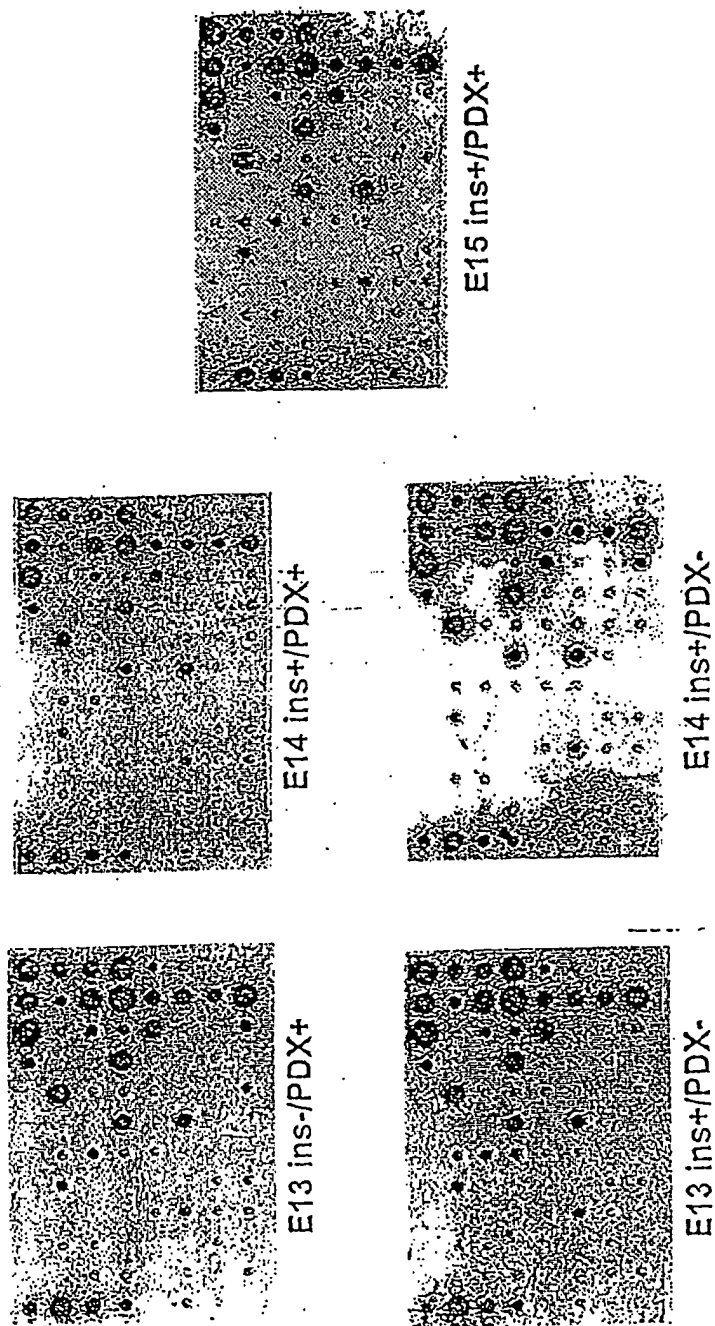 E13 ins-/PDX+
E14 ins+/PDX+
E15 ins+/PDX+
E13 ins+/PDX-
E14 ins+/PDX-